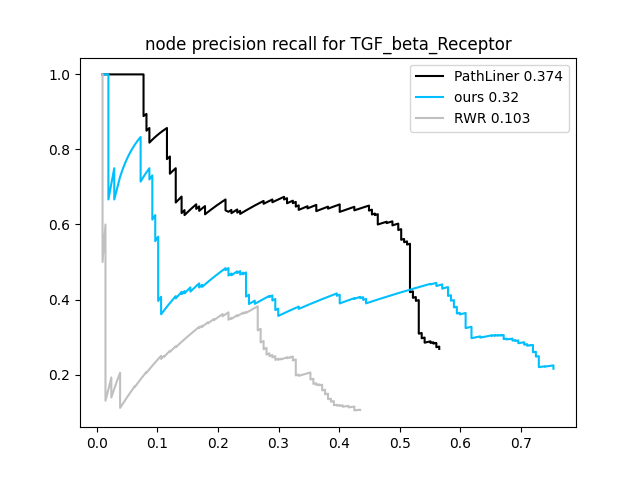 node precision recall for TGF_beta_Receptor
PathLiner 0.374
ours 0.32
RWR 0.103
1.0
0.8
0.6
0.4
0.2
0.0 0.1 0.2 0.3 0.4 0.5 0.6 0.7